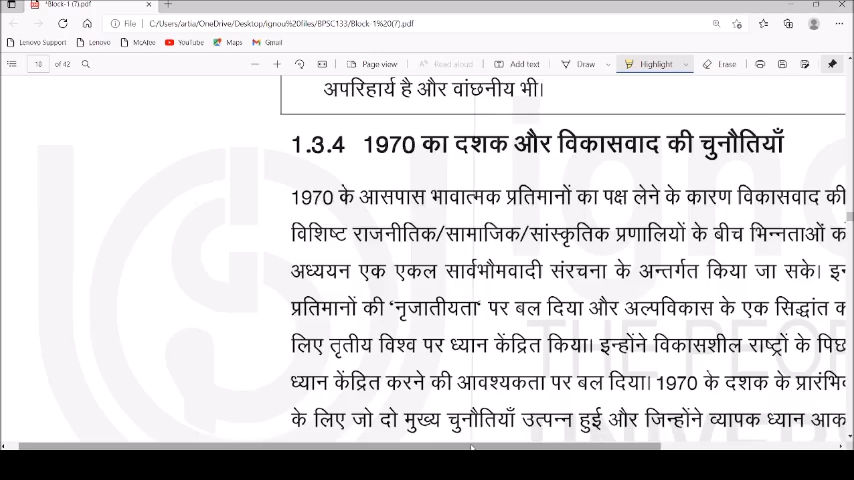 *Block-1 (7).pdf
File C:/Users/artia/OneDrive/Desktop/ignou%20files/BPSC133/Block-1%20(7).pdf
Lenovo Support Lenovo McAfee YouTube Maps Gmail
18 of 42 Page view Read aloud Add text Draw Highlight Erase
अपरिहार्य है और वांछनीय भी।
1.3.4 1970 का दशक और विकासवाद की चुनौतियाँ
1970 के आसपास भावात्मक प्रतिमानों का पक्ष लेने के कारण विकासवाद की
विशिष्ट राजनीतिक/सामाजिक/सांस्कृतिक प्रणालियों के बीच भिन्नताओं क
अध्ययन एक एकल सार्वभौमवादी संरचना के अन्तर्गत किया जा सके। इन
प्रतिमानों की 'नृजातीयता' पर बल दिया और अल्पविकास के एक सिद्धांत क
लिए तृतीय विश्व पर ध्यान केंद्रित किया। इन्होंने विकासशील राष्ट्रों के पिछ
ध्यान केंद्रित करने की आवश्यकता पर बल दिया। 1970 के दशक के प्रारंभि
के लिए जो दो मुख्य चुनौतियाँ उत्पन्न हुई और जिन्होंने व्यापक ध्यान आक
THE PEOPL
UNIVER